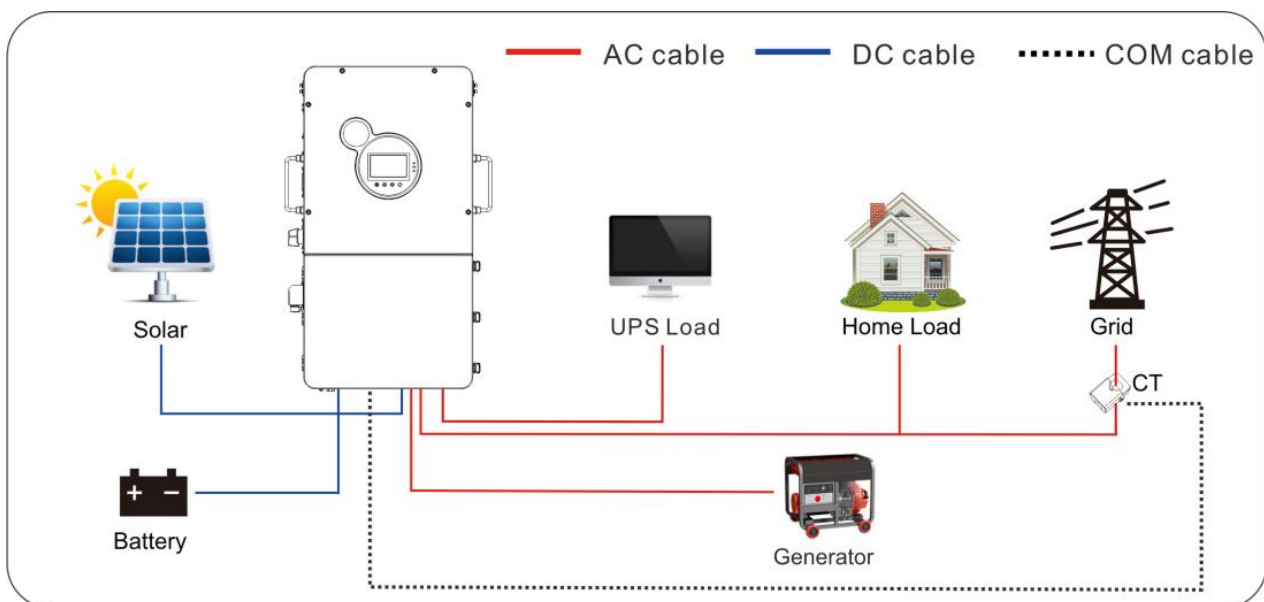 AC cable DC cable COM cable
Solar
UPS Load
Home Load
Grid
CT
Battery
Generator